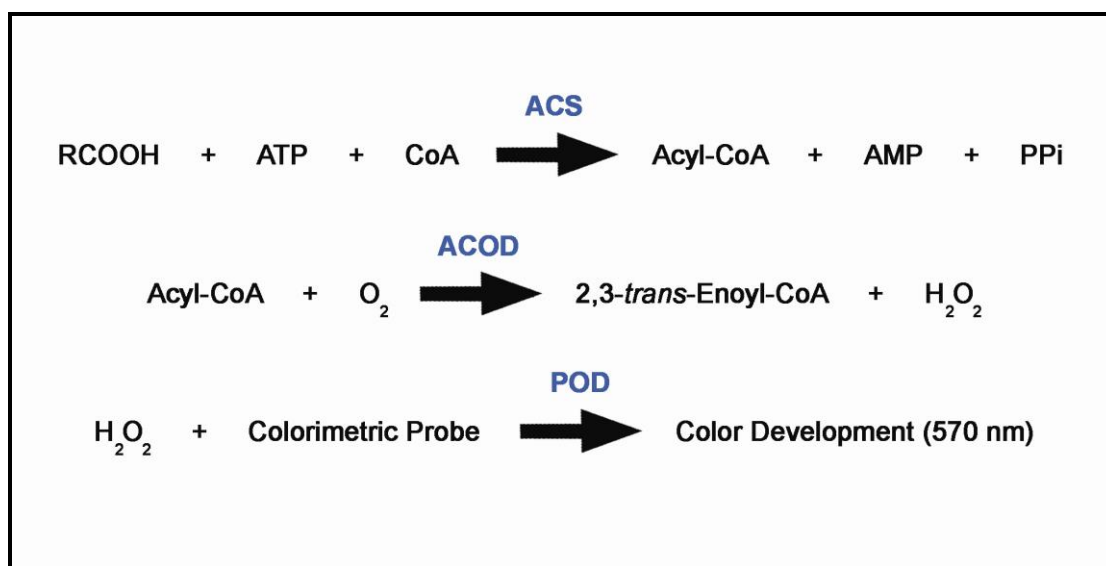 ACS
RCOOH + ATP + CoA Acyl-CoA + AMP + PPi
ACOD
Acyl-CoA + O₂ 2,3-trans-Enoyl-CoA + H₂O₂
POD
H₂O₂ + Colorimetric Probe Color Development (570 nm)